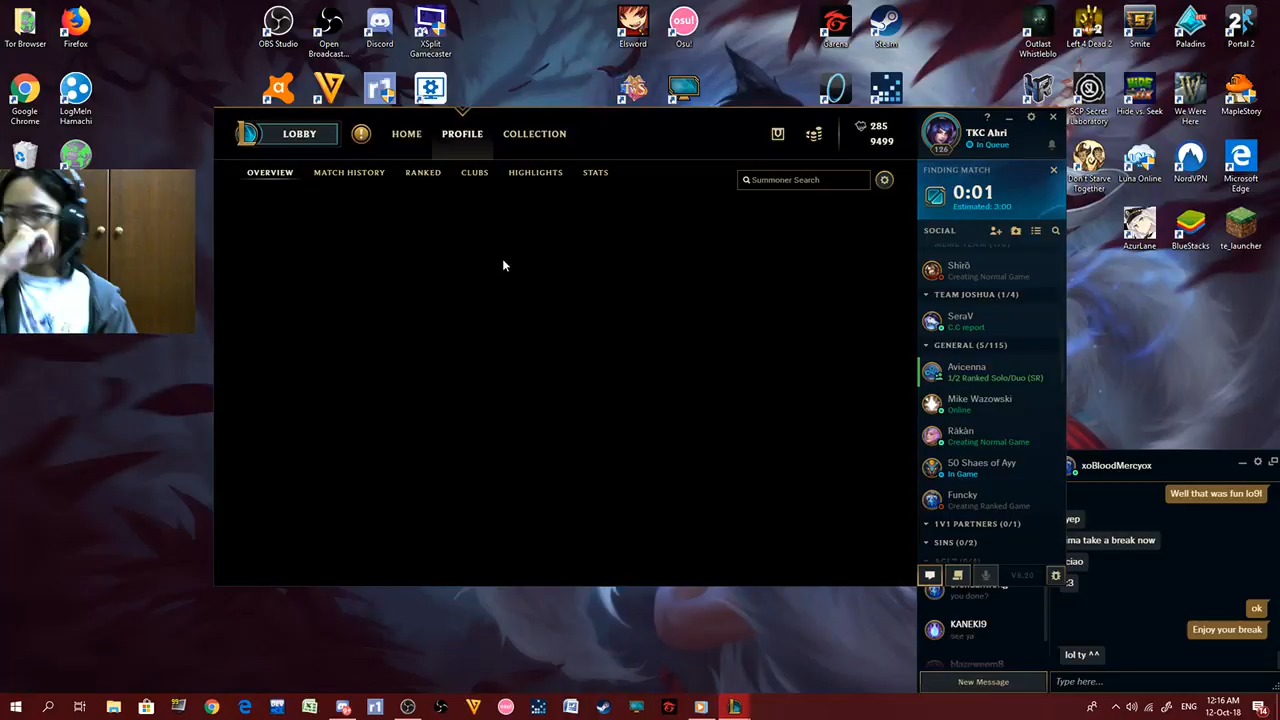 Tor Browser
Firefox
OBS Studio
Open
Broadcast...
Discord
XSplit
Gamecaster
Elsword
Osu!
Garena
Steam
Outlast
Whistleblo
Left 4 Dead 2
Smite
Paladins
Portal 2
Google
Chrome
LogMeIn
Hamachi
SCP Secret
Laboratory
Hide vs. Seek
We Were
Here
MapleStory
LOBBY
HOME
PROFILE
COLLECTION
285
9499
TKC Ahri
126
In Queue
OVERVIEW
MATCH HISTORY
RANKED
CLUBS
HIGHLIGHTS
STATS
Summoner Search
FINDING MATCH
0:01
Estimated: 3:00
Don't Starve
Together
Luna Online
NordVPN
Microsoft
Edge
SOCIAL
AzurLane
BlueStacks
te_launcher
Shirō
Creating Normal Game
TEAM JOSHUA (1/4)
SeraV
C.C report
GENERAL (5/115)
Avicenna
1/2 Ranked Solo/Duo (SR)
Mike Wazowski
Online
Ràkàn
Creating Normal Game
50 Shaes of Ayy
In Game
Funcky
Creating Ranked Game
1V1 PARTNERS (0/1)
SINS (0/2)
V8.20
xoBloodMercyox
Well that was fun lo9l
yep
ima take a break now
ciao
:3
ok
Enjoy your break
lol ty ^^
you done?
KANEKI9
see ya
New Message
Type here...
ENG
12:16 AM
12-Oct-18
14